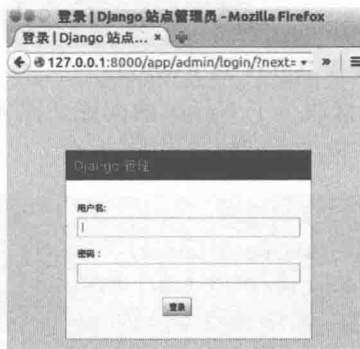 登录 | Django 站点管理员 - Mozilla Firefox
登录 | Django 站点... ×
127.0.0.1:8000/app/admin/login/?next=
Django 管理
用户名:
密码：
登录